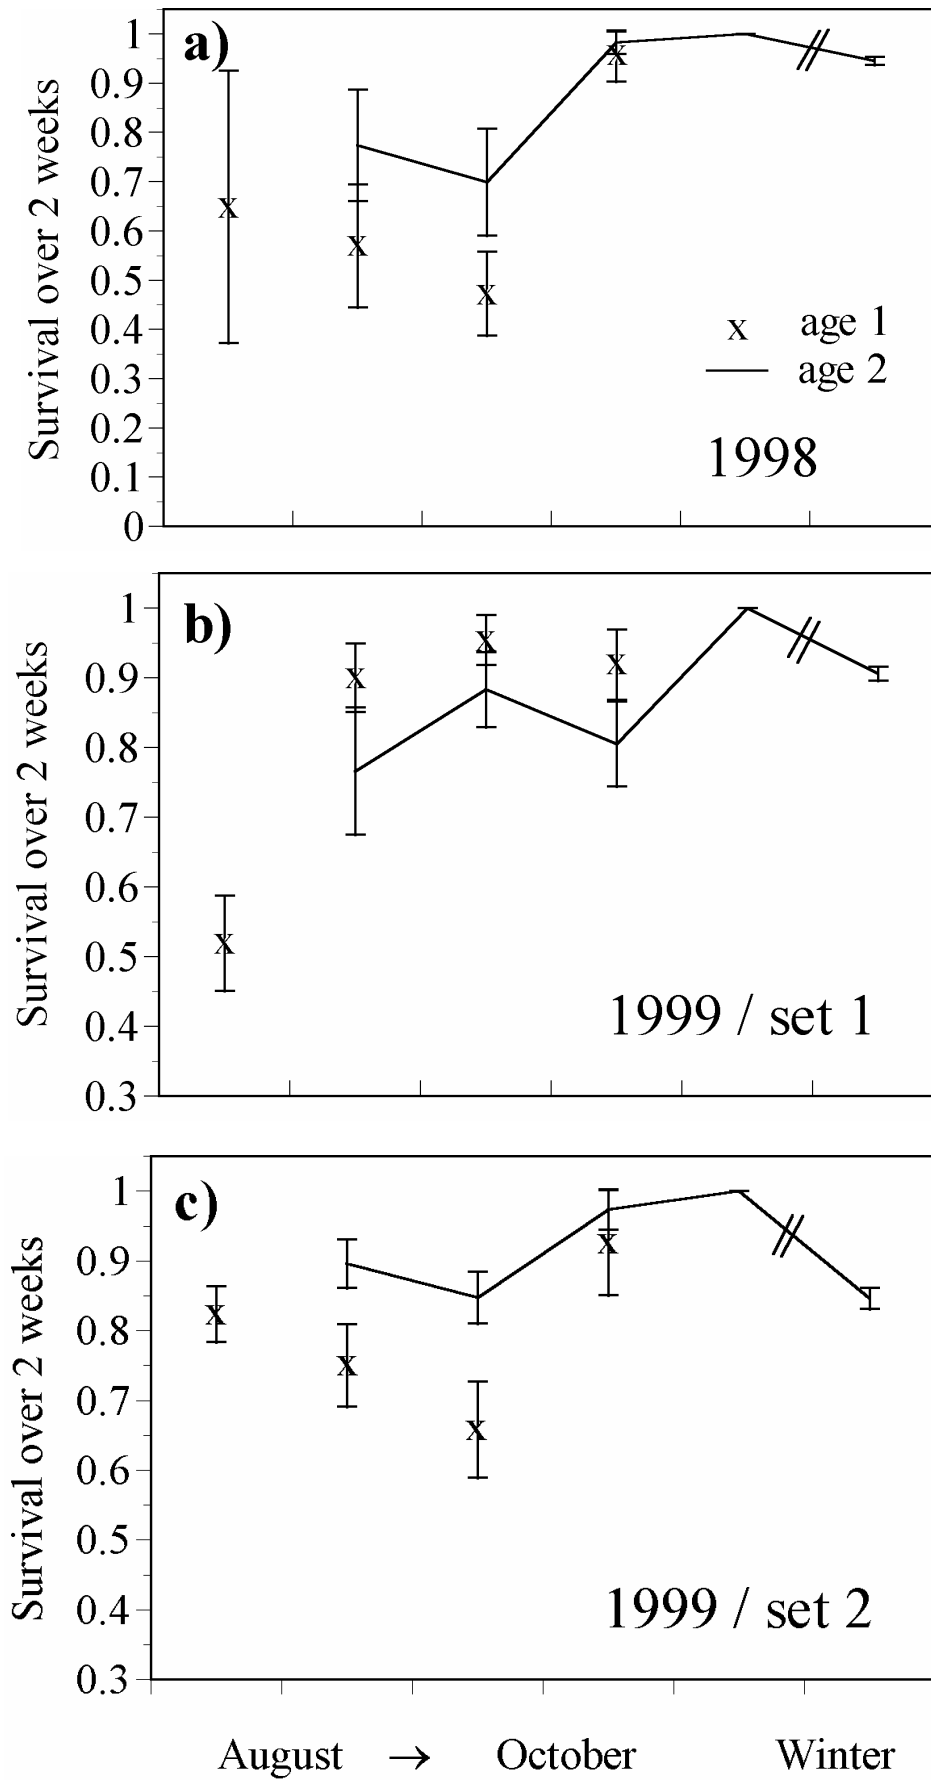 a)
Survival over 2 weeks
1
0.9
0.8
0.7
0.6
0.5
0.4
0.3
0.2
0.1
0
x age 1
age 2
1998
b)
Survival over 2 weeks
1
0.9
0.8
0.7
0.6
0.5
0.4
0.3
1999 / set 1
c)
Survival over 2 weeks
1
0.9
0.8
0.7
0.6
0.5
0.4
0.3
1999 / set 2
August → October Winter